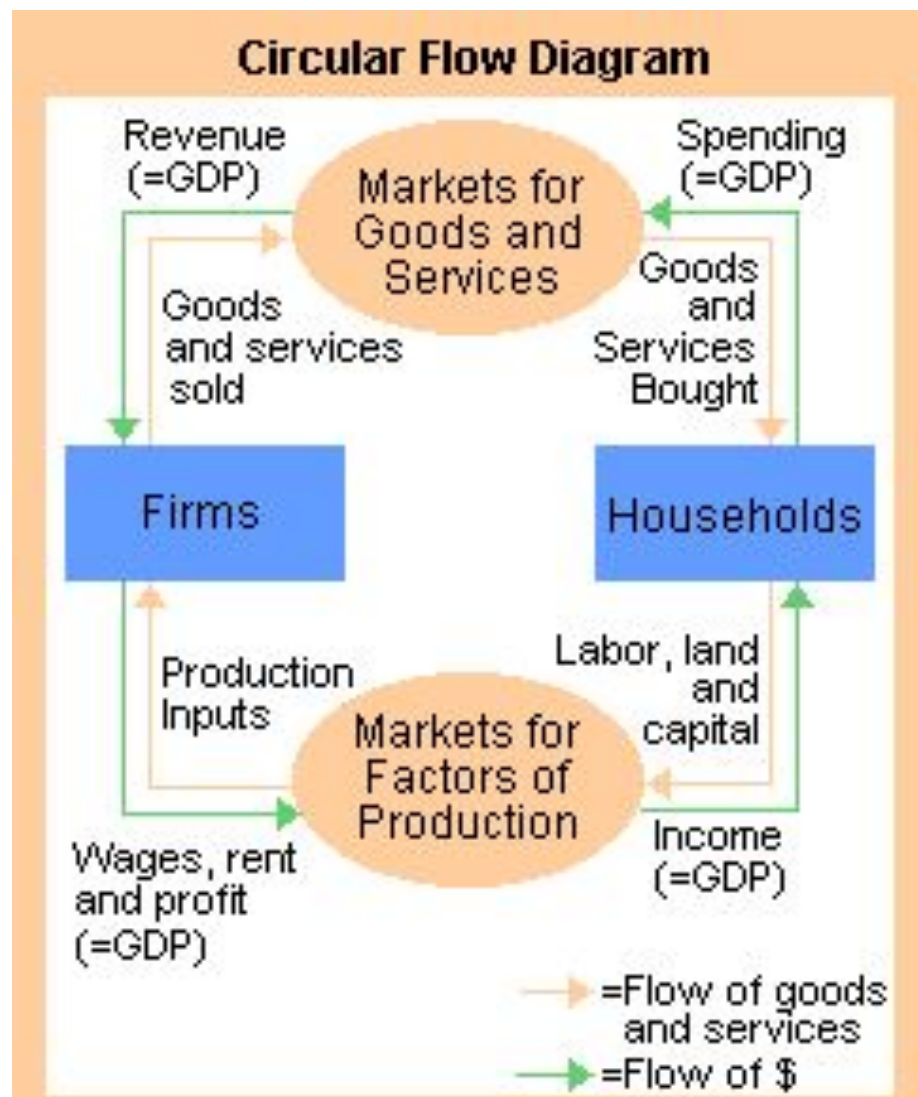 Circular Flow Diagram
Revenue
(=GDP)
Spending
(=GDP)
Markets for
Goods and
Services
Goods
and services
sold
Goods
and
Services
Bought
Firms
Households
Production
Inputs
Labor, land
and
capital
Markets for
Factors of
Production
Wages, rent
and profit
(=GDP)
Income
(=GDP)
=Flow of goods
and services
=Flow of $